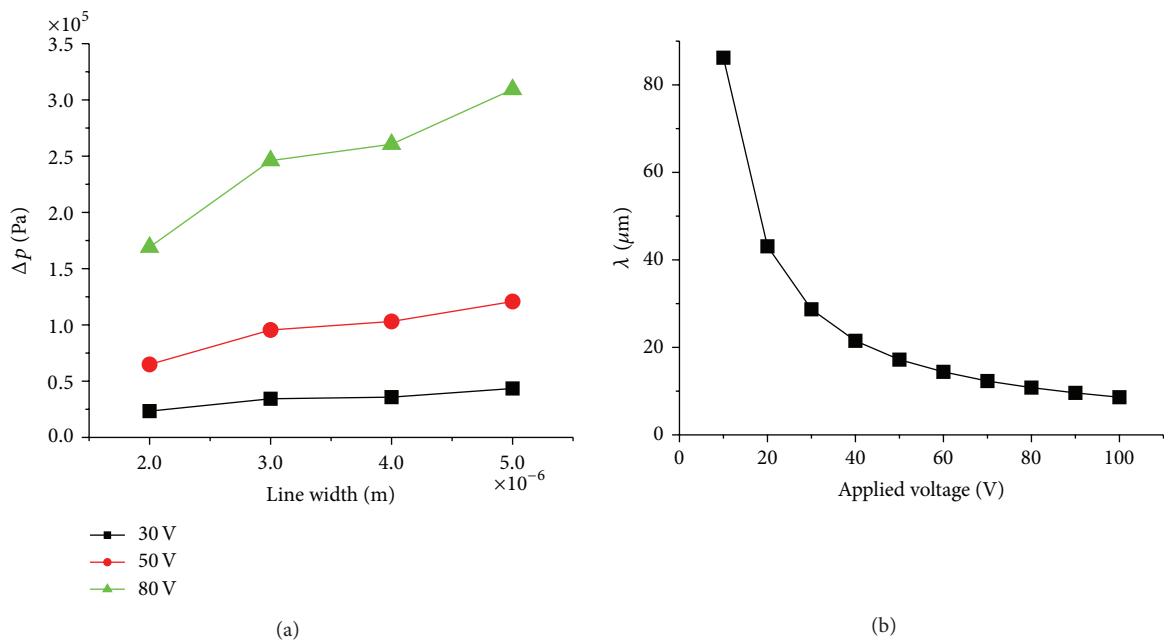 ×10⁵
3.5
3.0
2.5
2.0
1.5
1.0
0.5
0.0
Δp (Pa)
2.0 3.0 4.0 5.0
×10⁻⁶
Line width (m)
30 V
50 V
80 V
(a)
80
60
40
20
0
λ (μm)
0 20 40 60 80 100
Applied voltage (V)
(b)